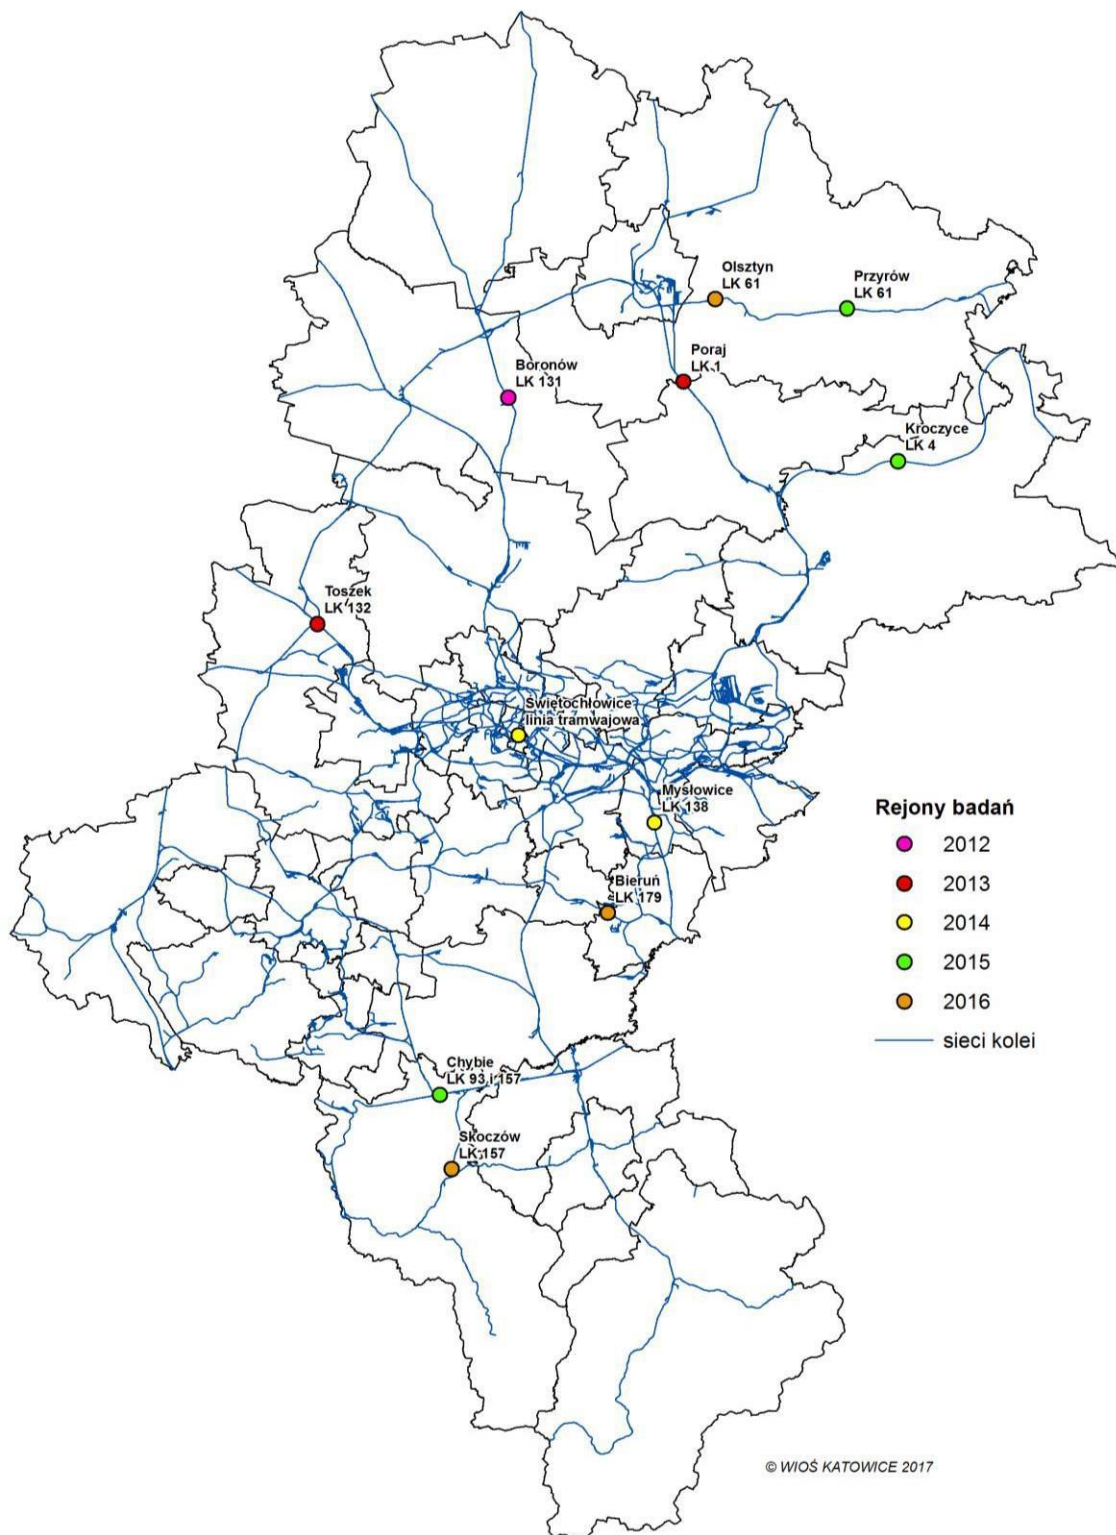 Olsztyn
LK 61
Przyrów
LK 61
Poraj
LK 1
Boronów
LK 131
Kroczyce
LK 4
Toszek
LK 132
Świętochłowice
linia tramwajowa
Mysłowice
LK 138
Bieruń
LK 179
Chybie
LK 93 i 157
Skoczów
LK 157
Rejony badań
2012
2013
2014
2015
2016
sieci kolei
© WIOŚ KATOWICE 2017